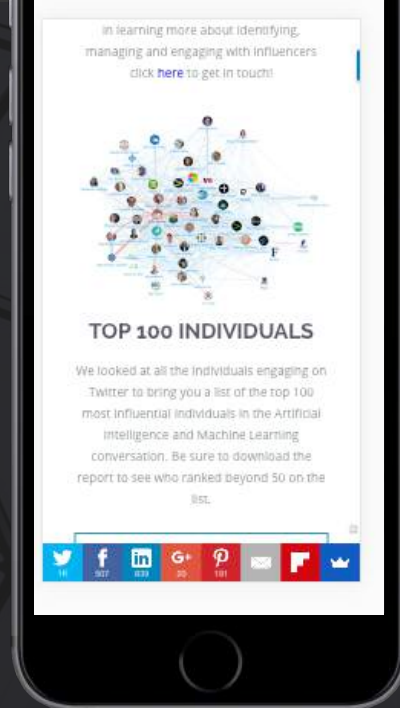 in learning more about identifying,
managing and engaging with influencers
click here to get in touch!
TOP 100 INDIVIDUALS
We looked at all the individuals engaging on
Twitter to bring you a list of the top 100
most influential individuals in the Artificial
Intelligence and Machine Learning
conversation. Be sure to download the
report to see who ranked beyond 50 on the
list.
1K 507 839 20 191